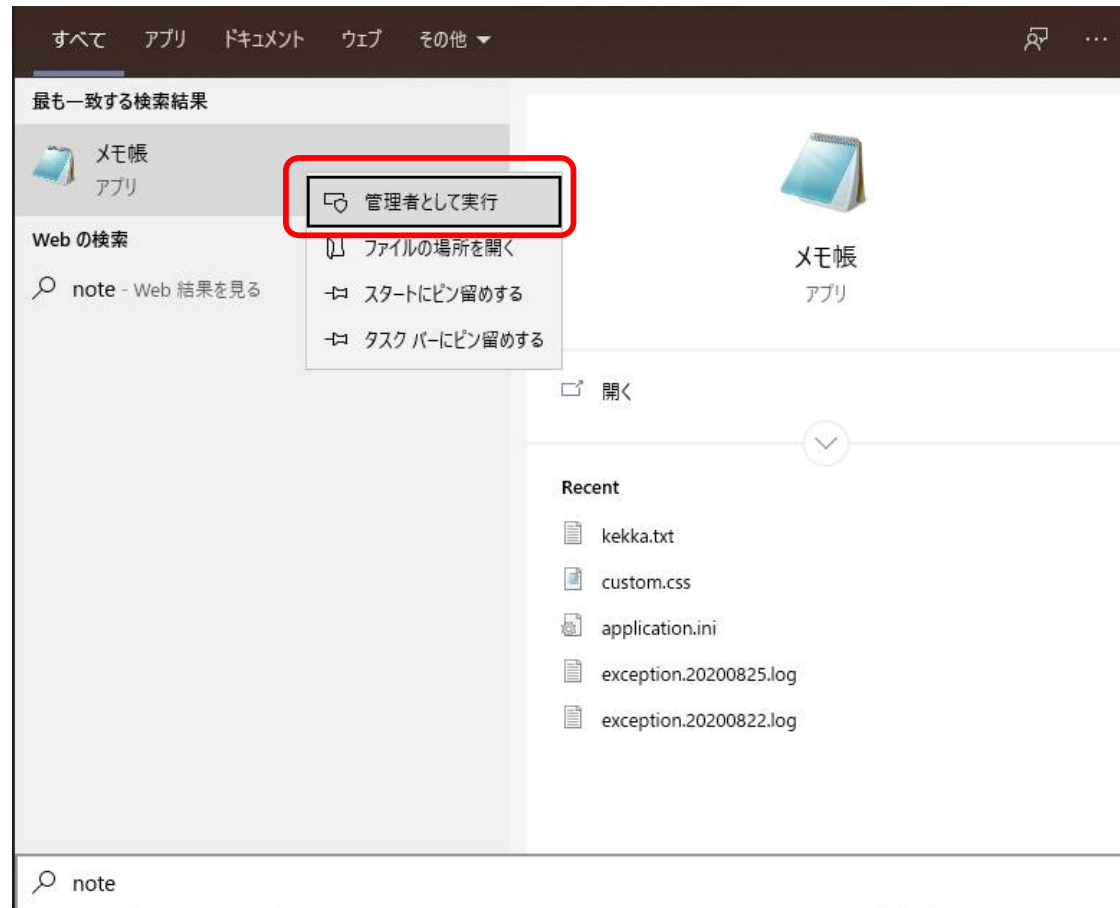 すべて アプリ ドキュメント ウェブ その他
最も一致する検索結果
メモ帳
アプリ
管理者として実行
ファイルの場所を開く
スタートにピン留めする
タスク バーにピン留めする
Web の検索
note - Web 結果を見る
メモ帳
アプリ
開く
Recent
kekka.txt
custom.css
application.ini
exception.20200825.log
exception.20200822.log
note